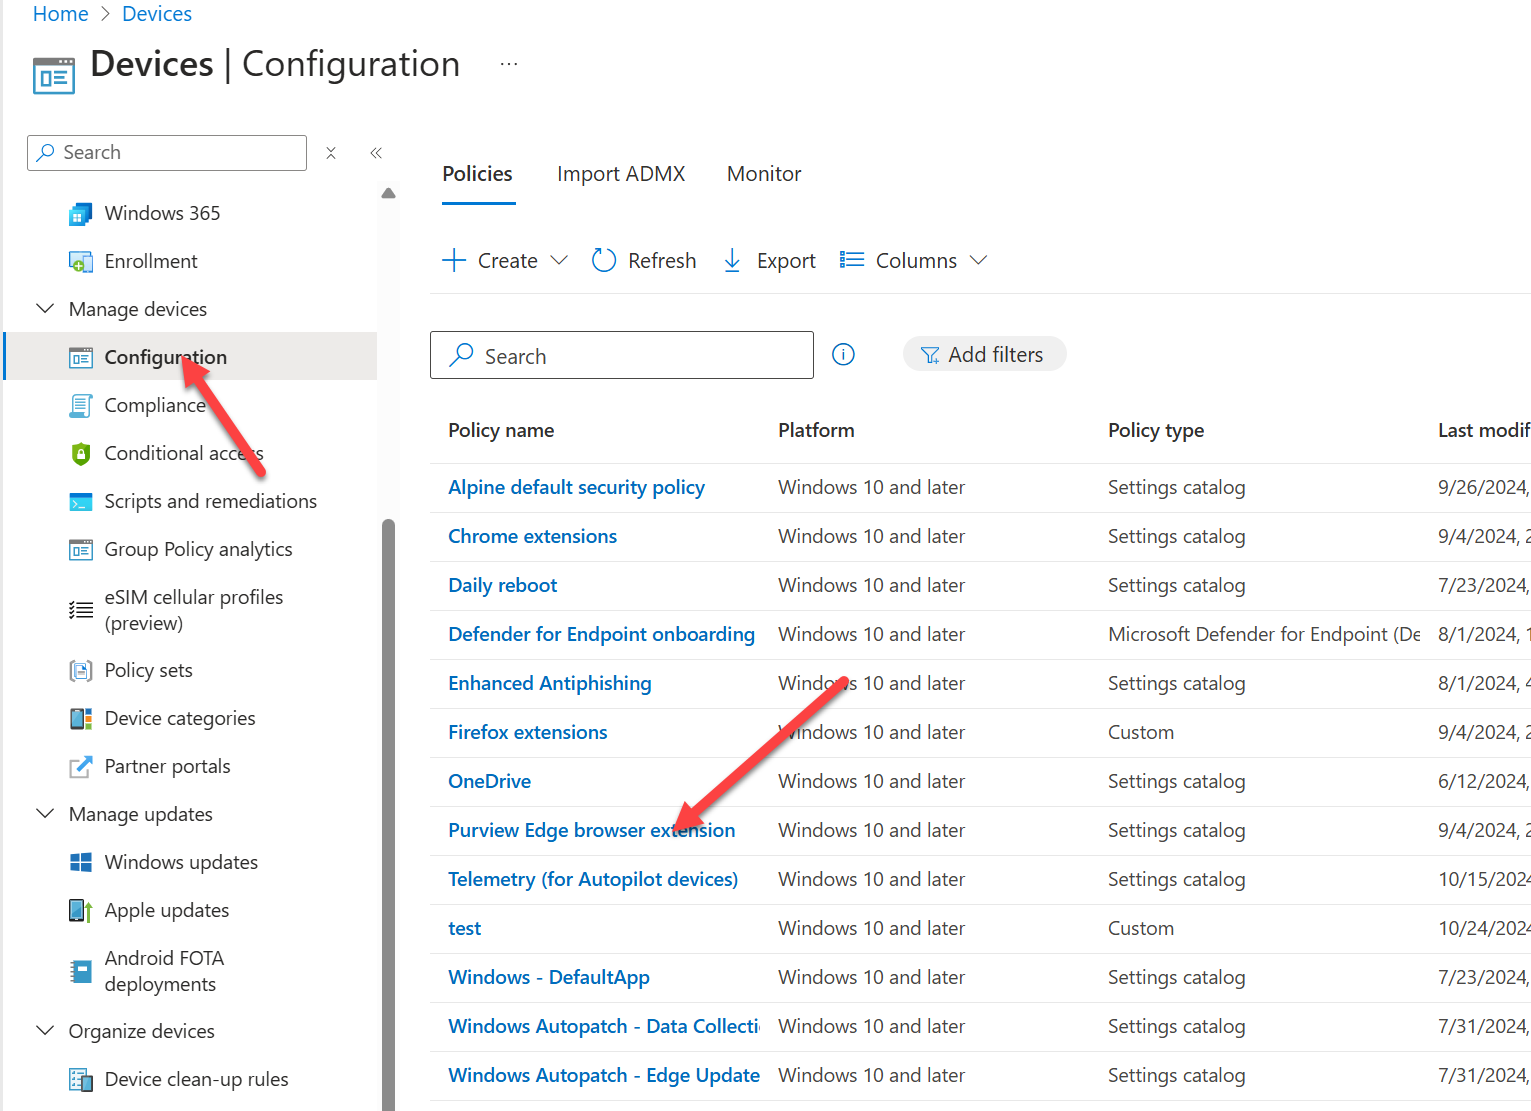 Home > Devices
Devices | Configuration ...
Search
Windows 365
Enrollment
Manage devices
Configuration
Compliance
Conditional access
Scripts and remediations
Group Policy analytics
eSIM cellular profiles
(preview)
Policy sets
Device categories
Partner portals
Manage updates
Windows updates
Apple updates
Android FOTA
deployments
Organize devices
Device clean-up rules
Policies Import ADMX Monitor
Create Refresh Export Columns
Search Add filters
Policy name Platform Policy type Last modif
Alpine default security policy Windows 10 and later Settings catalog 9/26/2024,
Chrome extensions Windows 10 and later Settings catalog 9/4/2024, 2
Daily reboot Windows 10 and later Settings catalog 7/23/2024,
Defender for Endpoint onboarding Windows 10 and later Microsoft Defender for Endpoint (De 8/1/2024, 1
Enhanced Antiphishing Windows 10 and later Settings catalog 8/1/2024, 4
Firefox extensions Windows 10 and later Custom 9/4/2024, 2
OneDrive Windows 10 and later Settings catalog 6/12/2024,
Purview Edge browser extension Windows 10 and later Settings catalog 9/4/2024, 2
Telemetry (for Autopilot devices) Windows 10 and later Settings catalog 10/15/2024
test Windows 10 and later Custom 10/24/2024
Windows - DefaultApp Windows 10 and later Settings catalog 7/23/2024,
Windows Autopatch - Data Collecti Windows 10 and later Settings catalog 7/31/2024,
Windows Autopatch - Edge Update Windows 10 and later Settings catalog 7/31/2024,